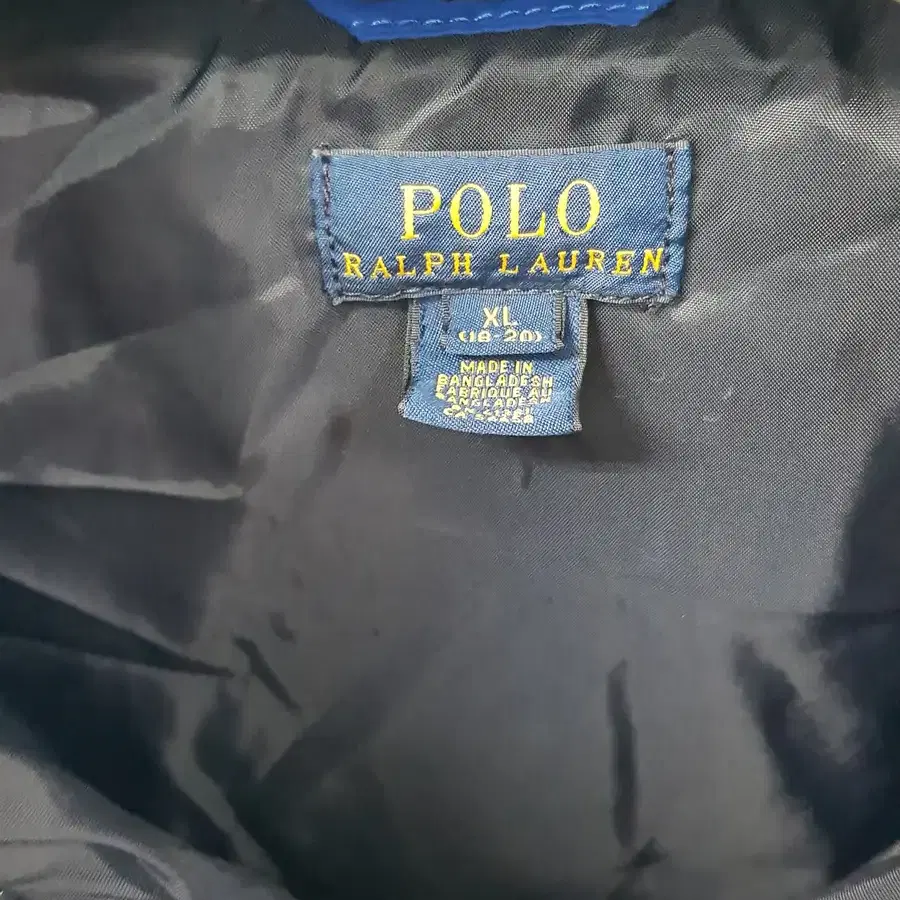 POLO
RALPH LAUREN
XL
(18-20)
MADE IN
BANGLADESH
FABRIQUE AU
BANGLADESH